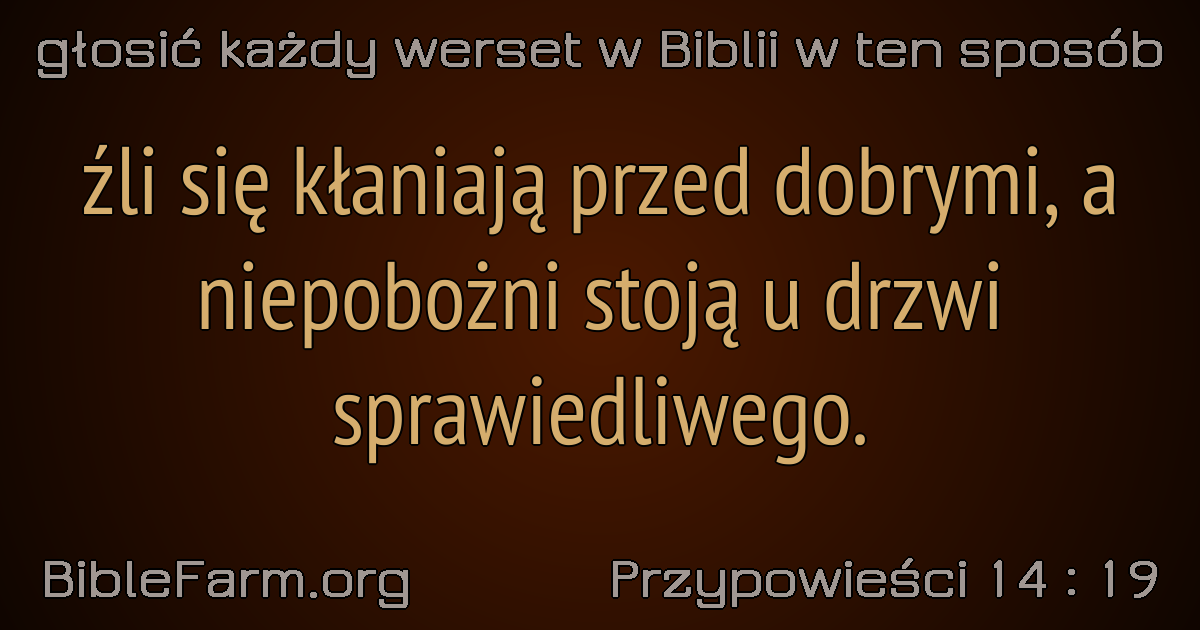 głosić każdy werset w Biblii w ten sposób
źli się kłaniają przed dobrymi, a
niepobożni stoją u drzwi
sprawiedliwego.
BibleFarm.org
Przypowieści 14 : 19